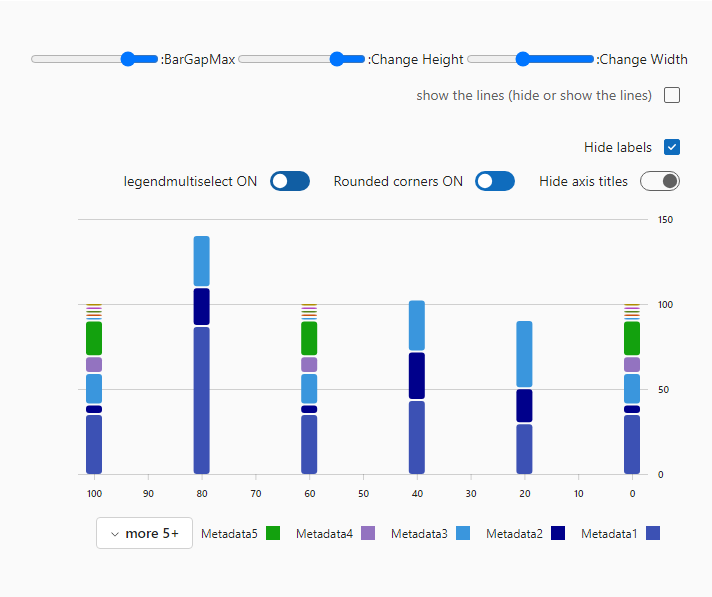 :BarGapMax :Change Height :Change Width
show the lines (hide or show the lines)
Hide labels
legendmultiselect ON Rounded corners ON Hide axis titles
150
100
50
0
100 90 80 70 60 50 40 30 20 10 0
more 5+ Metadata5 Metadata4 Metadata3 Metadata2 Metadata1